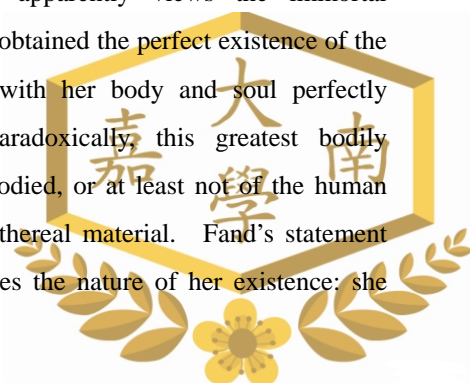 apparently views the immortal
obtained the perfect existence of the
with her body and soul perfectly
aradoxically, this greatest bodily
odied, or at least not of the human
thereal material. Fand's statement
es the nature of her existence: she
大
嘉 南
學